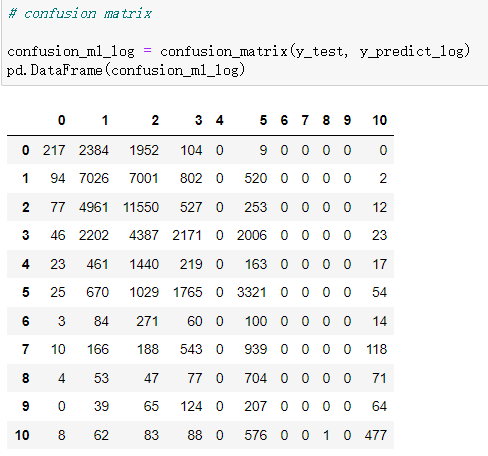 # confusion matrix
confusion_ml_log = confusion_matrix(y_test, y_predict_log)
pd.DataFrame(confusion_ml_log)
0 1 2 3 4 5 6 7 8 9 10
0 217 2384 1952 104 0 9 0 0 0 0 0
1 94 7026 7001 802 0 520 0 0 0 0 2
2 77 4961 11550 527 0 253 0 0 0 0 12
3 46 2202 4387 2171 0 2006 0 0 0 0 23
4 23 461 1440 219 0 163 0 0 0 0 17
5 25 670 1029 1765 0 3321 0 0 0 0 54
6 3 84 271 60 0 100 0 0 0 0 14
7 10 166 188 543 0 939 0 0 0 0 118
8 4 53 47 77 0 704 0 0 0 0 71
9 0 39 65 124 0 207 0 0 0 0 64
10 8 62 83 88 0 576 0 0 1 0 477